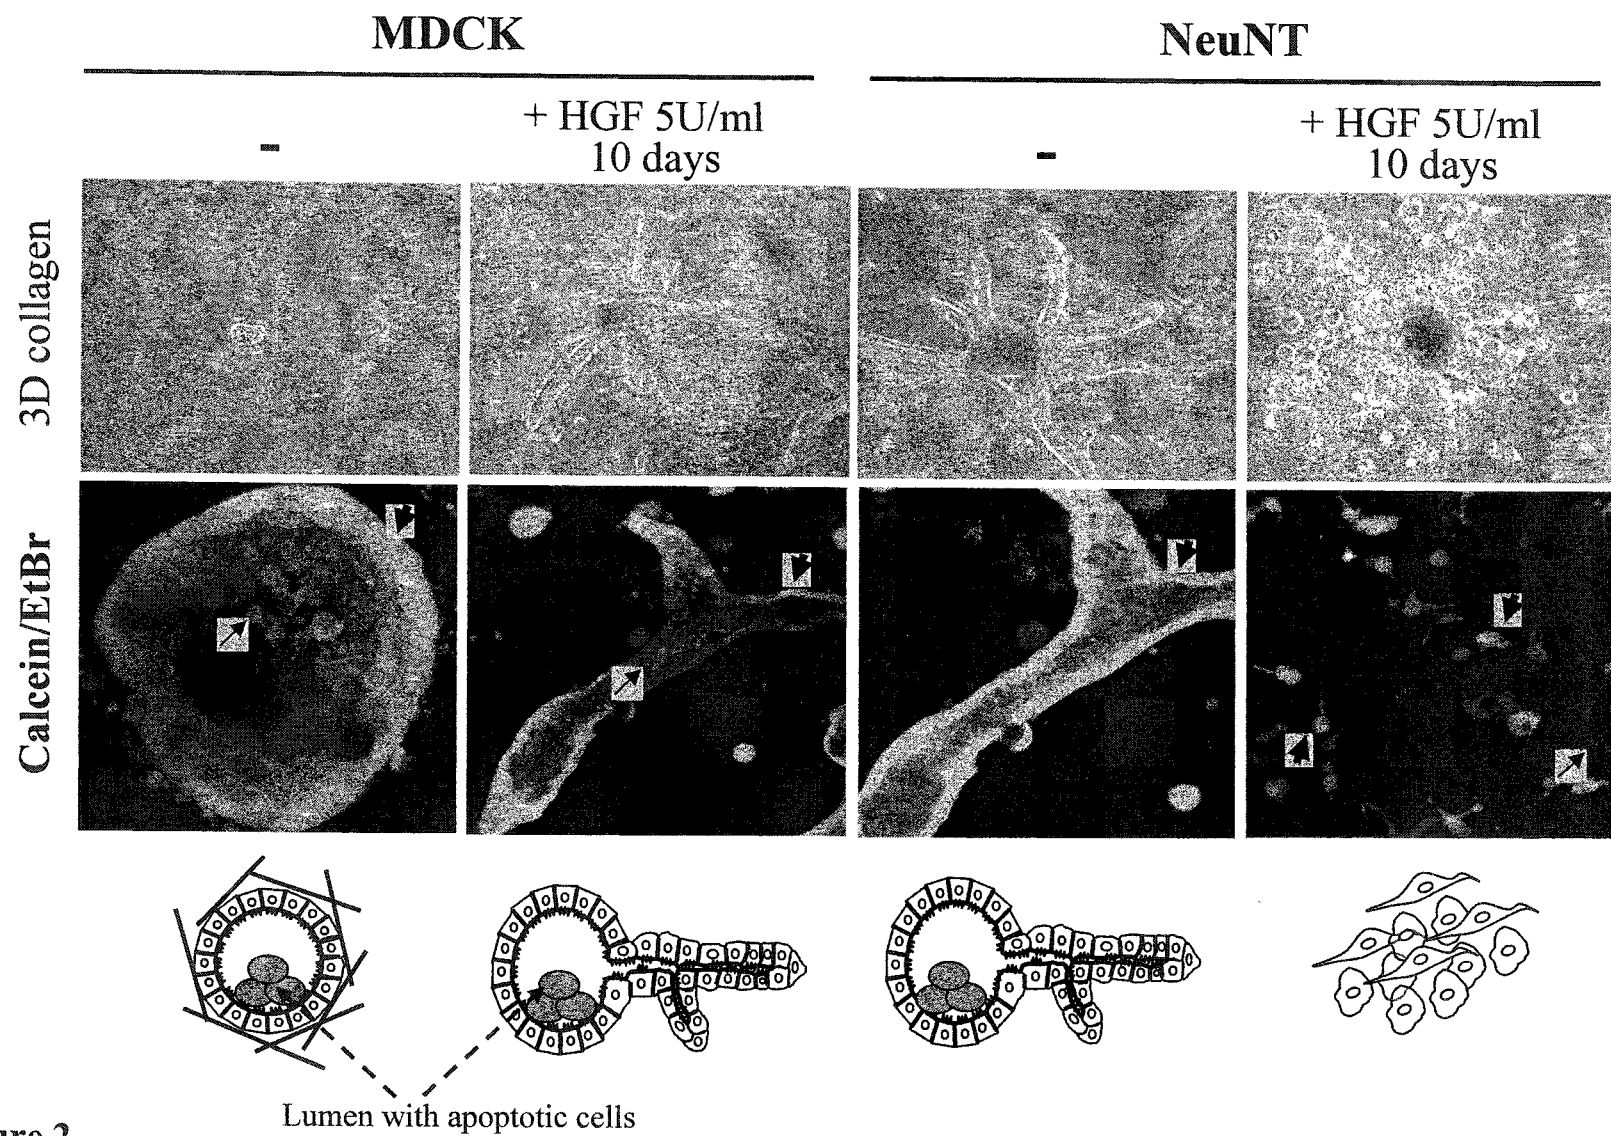 MDCK
NeuNT
-
+ HGF 5U/ml
10 days
-
+ HGF 5U/ml
10 days
3D collagen
Calcein/EtBr
Lumen with apoptotic cells